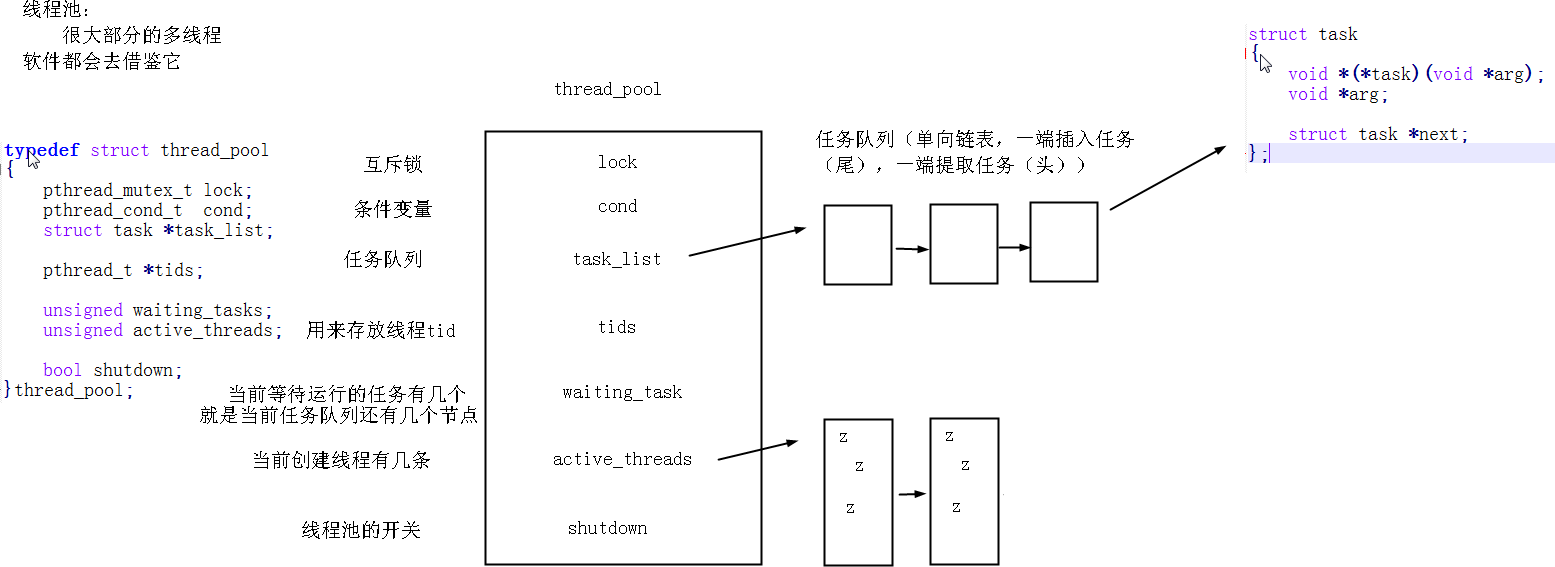 线程池：
很大部分的多线程
软件都会去借鉴它
typedef struct thread_pool
{
pthread_mutex_t lock;
pthread_cond_t  cond;
struct task *task_list;
pthread_t *tids;
unsigned waiting_tasks;
unsigned active_threads;
bool shutdown;
}thread_pool;
互斥锁
条件变量
任务队列
用来存放线程tid
当前等待运行的任务有几个
就是当前任务队列还有几个节点
当前创建线程有几条
线程池的开关
thread_pool
lock
cond
task_list
tids
waiting_task
active_threads
shutdown
任务队列（单向链表，一端插入任务
（尾），一端提取任务（头））
z
z
z
z
z
z
struct task
{
void *(*task)(void *arg);
void *arg;
struct task *next;
};